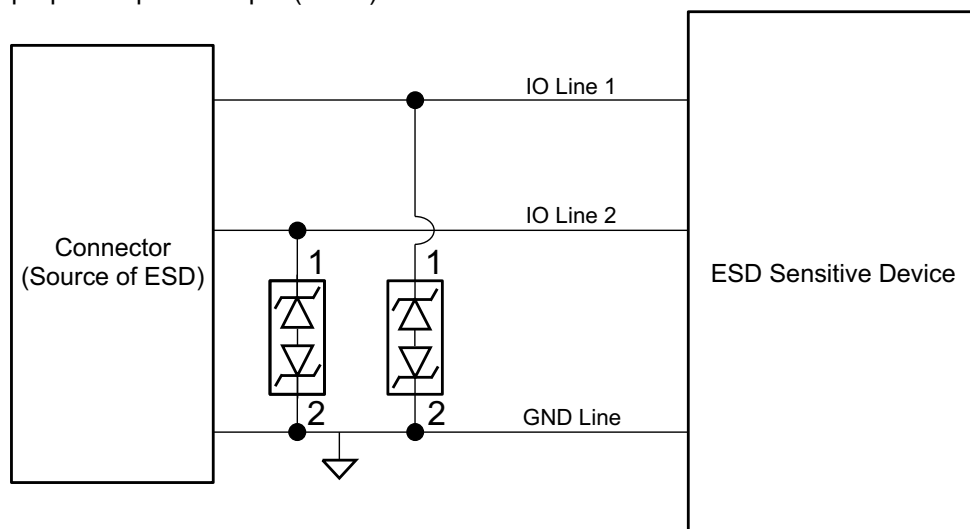 IO Line 1
IO Line 2
Connector
(Source of ESD)
1
1
ESD Sensitive Device
2
2
GND Line